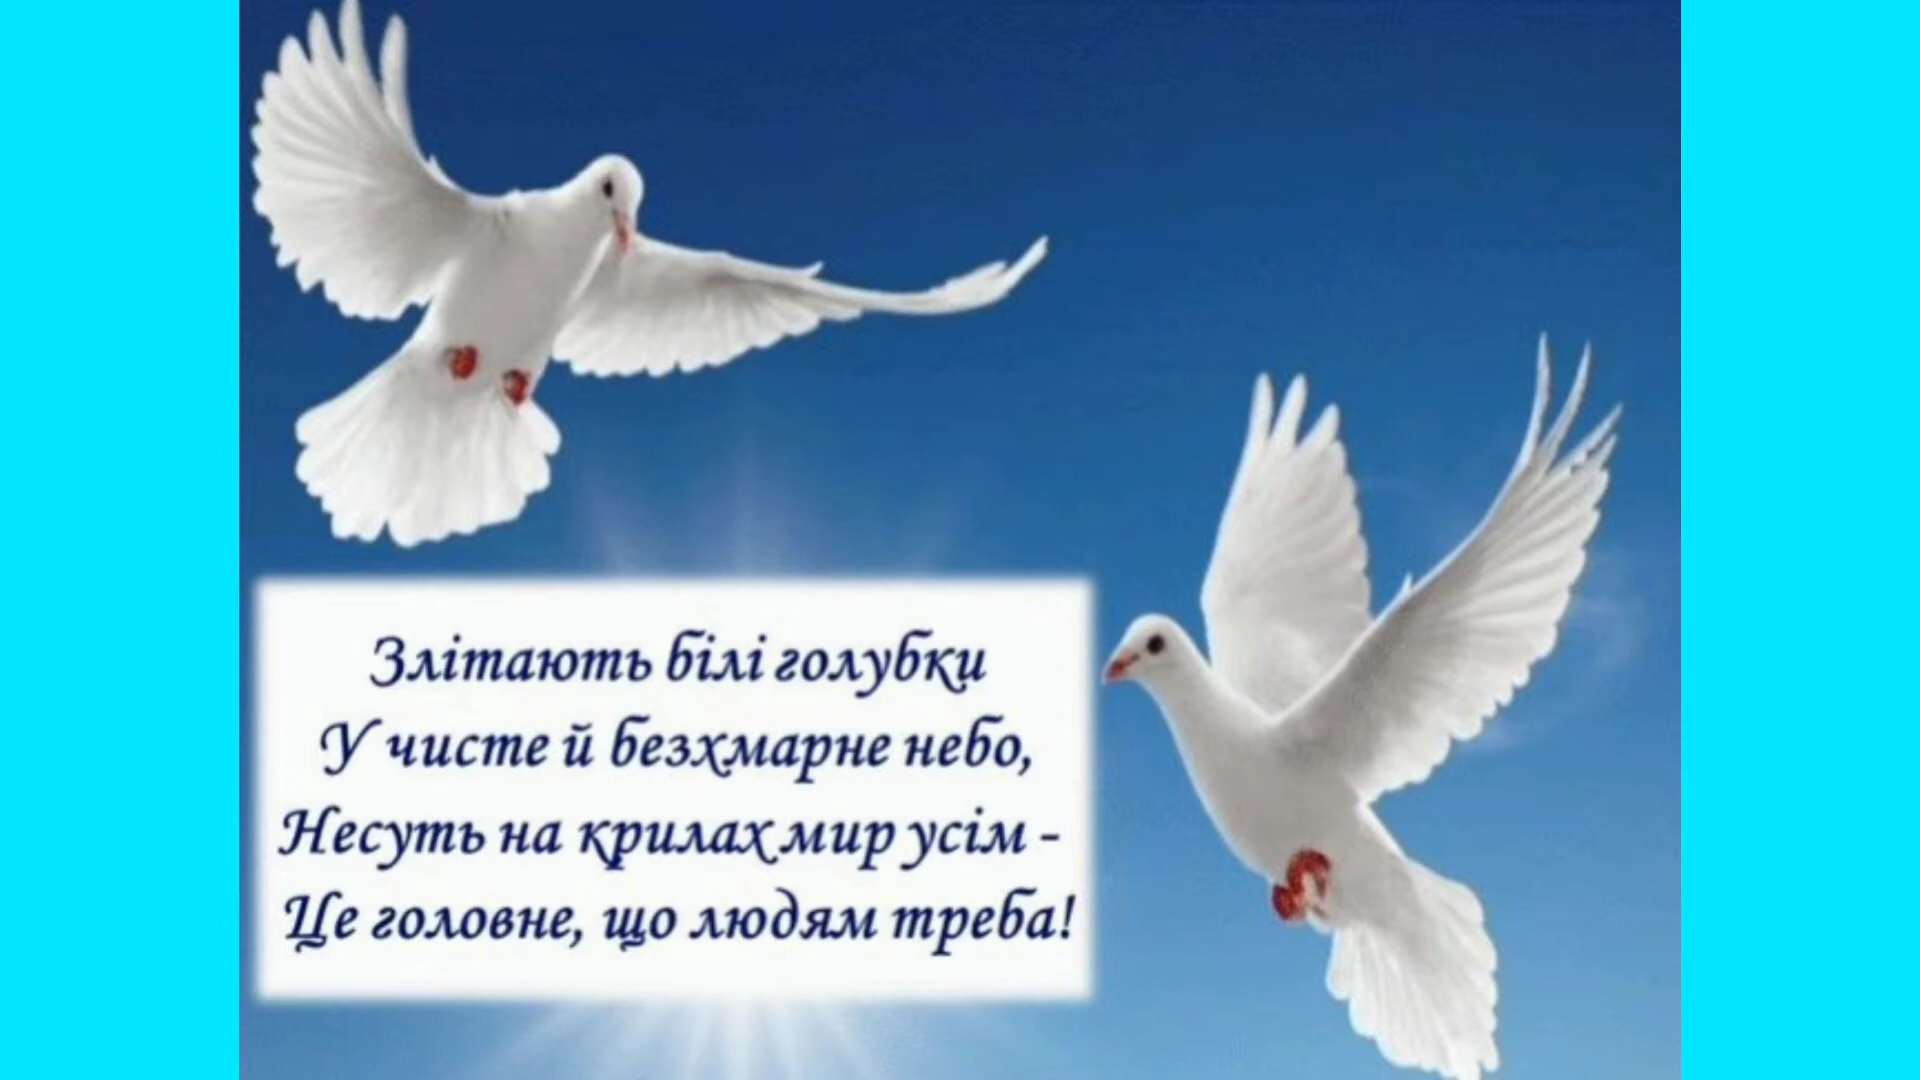 Злітають білі голубки
У чисте й безхмарне небо,
Несуть на крилах мир усім -
Це головне, що людям треба!